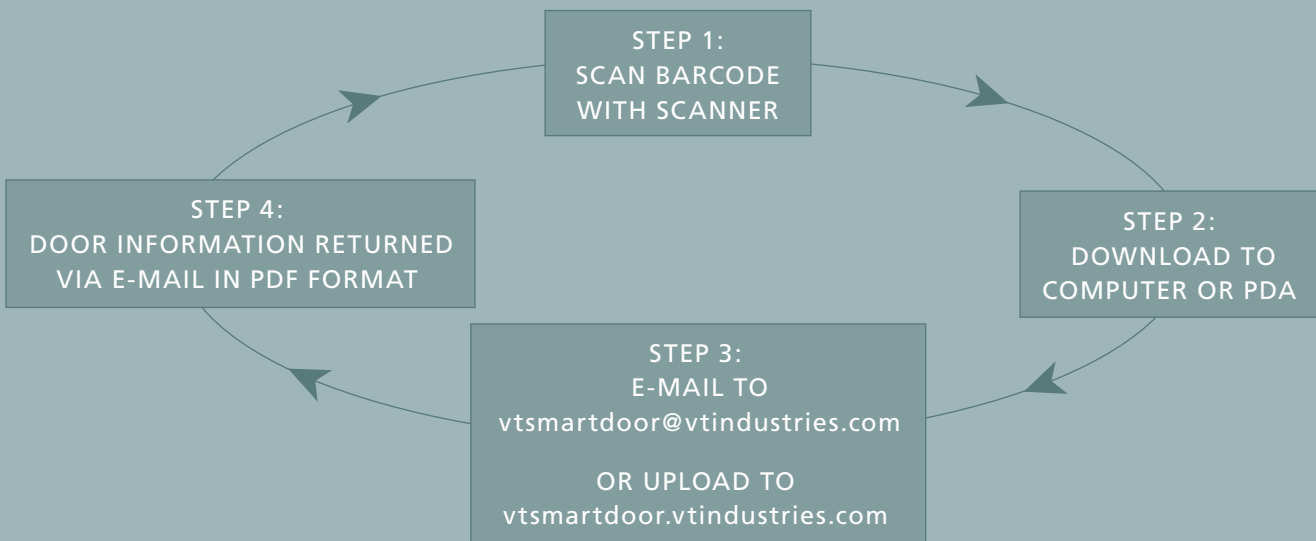 STEP 1:
SCAN BARCODE
WITH SCANNER
STEP 2:
DOWNLOAD TO
COMPUTER OR PDA
STEP 3:
E-MAIL TO
vtsmartdoor@vtindustries.com
OR UPLOAD TO
vtsmartdoor.vtindustries.com
STEP 4:
DOOR INFORMATION RETURNED
VIA E-MAIL IN PDF FORMAT